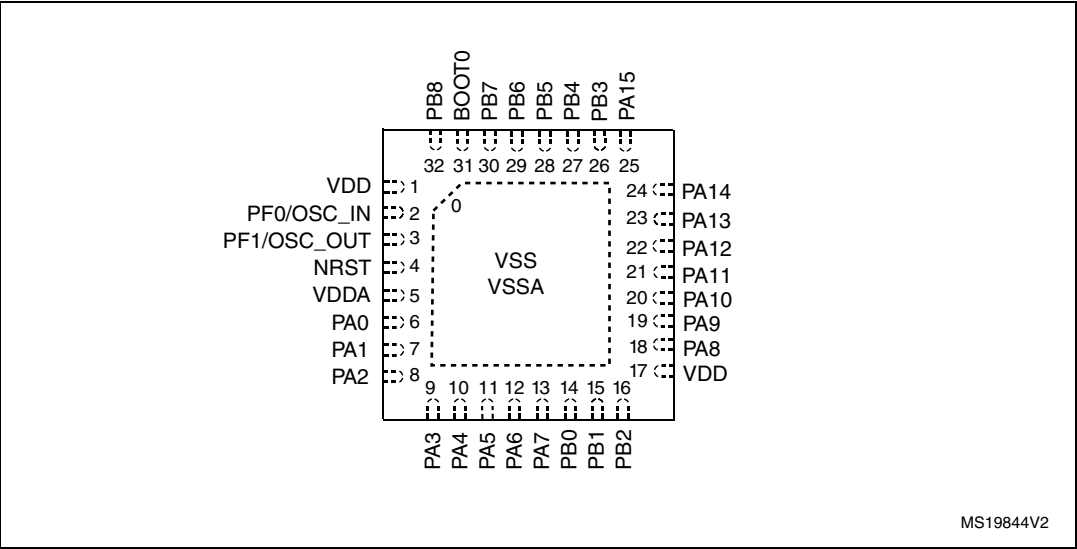 PB8 BOOT0 PB7 PB6 PB5 PB4 PB3 PA15
32 31 30 29 28 27 26 25
VDD 1
PF0/OSC_IN 2
PF1/OSC_OUT 3
NRST 4
VDDA 5
PA0 6
PA1 7
PA2 8
0
VSS
VSSA
24 PA14
23 PA13
22 PA12
21 PA11
20 PA10
19 PA9
18 PA8
17 VDD
9 10 11 12 13 14 15 16
PA3 PA4 PA5 PA6 PA7 PB0 PB1 PB2
MS19844V2